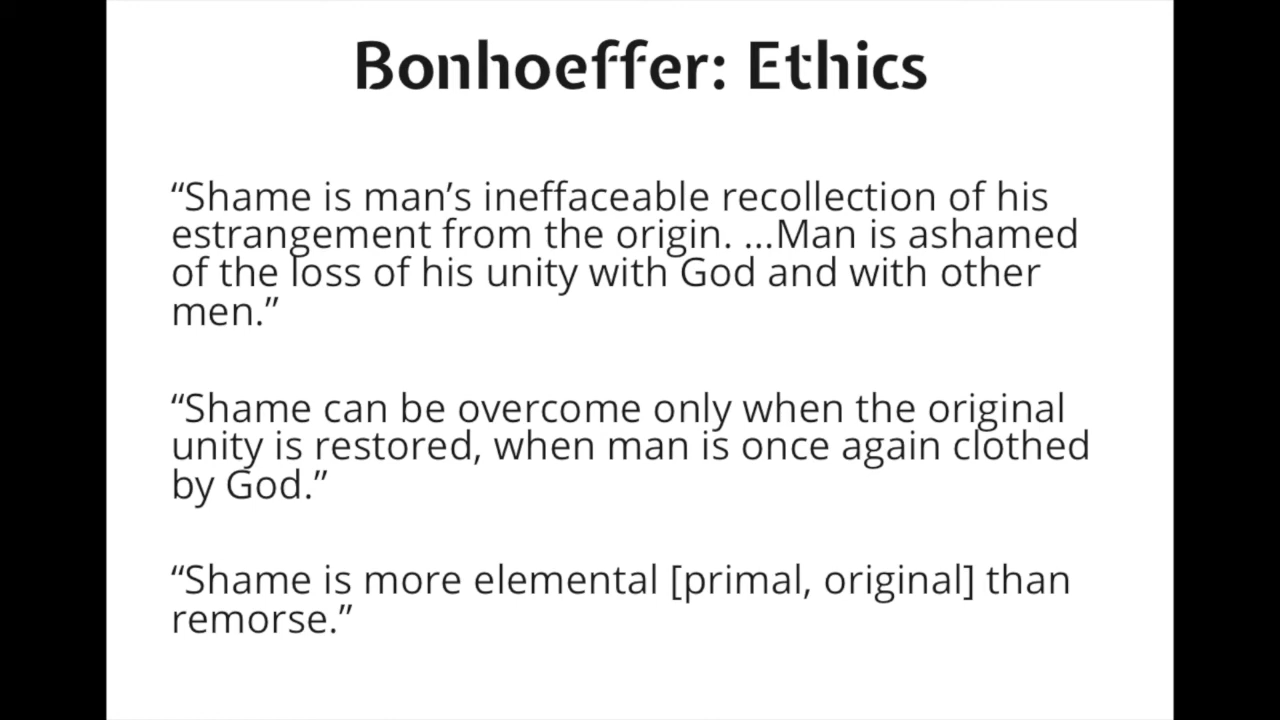 Bonhoeffer: Ethics
“Shame is man’s ineffaceable recollection of his
estrangement from the origin. ...Man is ashamed
of the loss of his unity with God and with other
men.”
“Shame can be overcome only when the original
unity is restored, when man is once again clothed
by God.”
“Shame is more elemental [primal, original] than
remorse.”